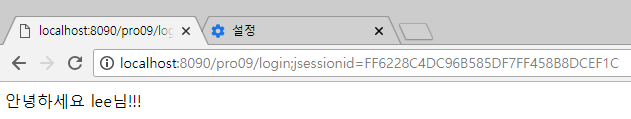 localhost:8090/pro09/log
설정
localhost:8090/pro09/login;jsessionid=FF6228C4DC96B585DF7FF458B8DCEF1C
안녕하세요 lee님!!!